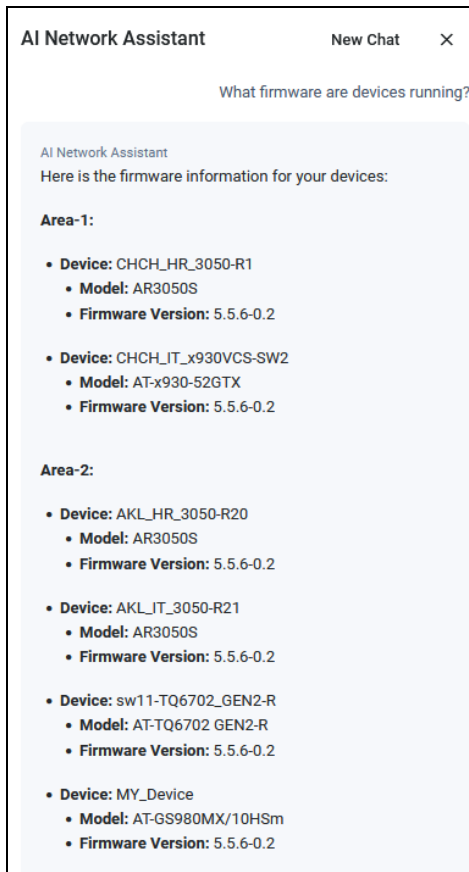 AI Network Assistant
New Chat
×
What firmware are devices running?
AI Network Assistant
Here is the firmware information for your devices:
Area-1:
• Device: CHCH_HR_3050-R1
• Model: AR3050S
• Firmware Version: 5.5.6-0.2
• Device: CHCH_IT_x930VCS-SW2
• Model: AT-x930-52GTX
• Firmware Version: 5.5.6-0.2
Area-2:
• Device: AKL_HR_3050-R20
• Model: AR3050S
• Firmware Version: 5.5.6-0.2
• Device: AKL_IT_3050-R21
• Model: AR3050S
• Firmware Version: 5.5.6-0.2
• Device: sw11-TQ6702_GEN2-R
• Model: AT-TQ6702 GEN2-R
• Firmware Version: 5.5.6-0.2
• Device: MY_Device
• Model: AT-GS980MX/10HSm
• Firmware Version: 5.5.6-0.2